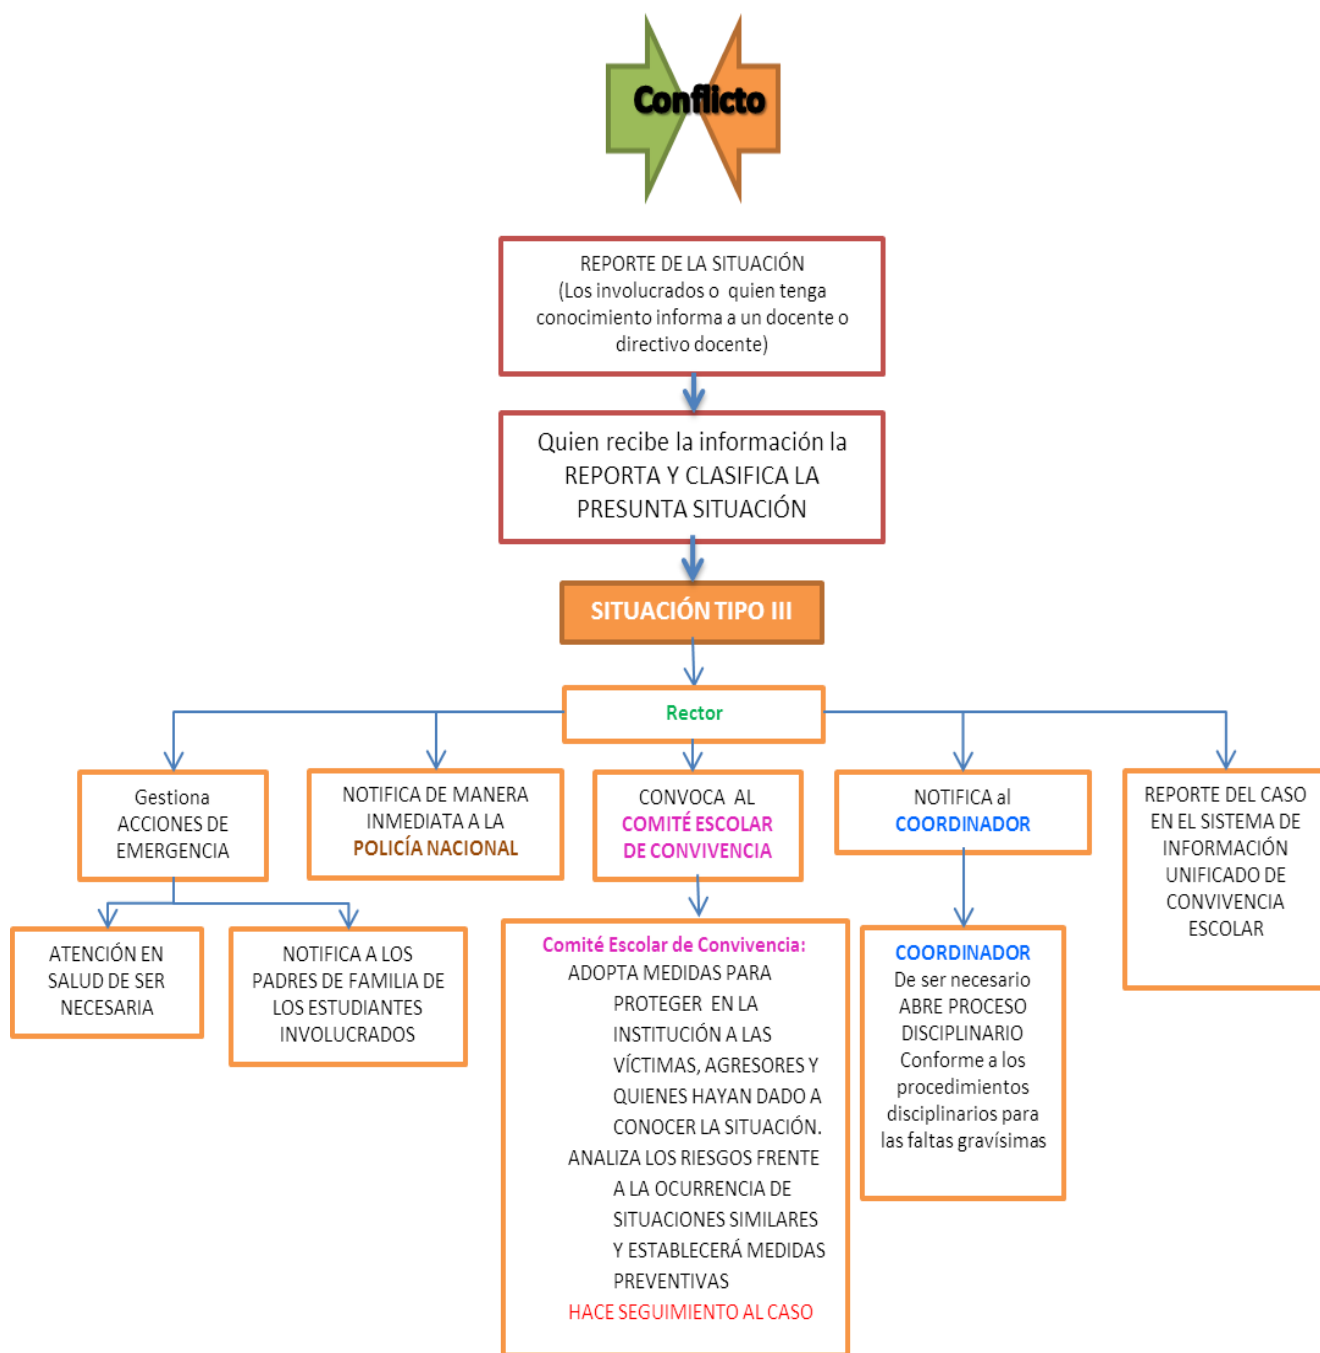 Conflicto
REPORTE DE LA SITUACIÓN
(Los involucrados o quien tenga
conocimiento informa a un docente o
directivo docente)
Quien recibe la información la
REPORTA Y CLASIFICA LA
PRESUNTA SITUACIÓN
SITUACIÓN TIPO III
Rector
Gestiona
ACCIONES DE
EMERGENCIA
NOTIFICA DE MANERA
INMEDIATA A LA
POLICÍA NACIONAL
CONVOCA AL
COMITÉ ESCOLAR
DE CONVIVENCIA
NOTIFICA al
COORDINADOR
REPORTE DEL CASO
EN EL SISTEMA DE
INFORMACIÓN
UNIFICADO DE
CONVIVENCIA
ESCOLAR
ATENCIÓN EN
SALUD DE SER
NECESARIA
NOTIFICA A LOS
PADRES DE FAMILIA DE
LOS ESTUDIANTES
INVOLUCRADOS
Comité Escolar de Convivencia:
ADOPTA MEDIDAS PARA
PROTEGER EN LA
INSTITUCIÓN A LAS
VÍCTIMAS, AGRESORES Y
QUIENES HAYAN DADO A
CONOCER LA SITUACIÓN.
ANALIZA LOS RIESGOS FRENTE
A LA OCURRENCIA DE
SITUACIONES SIMILARES
Y ESTABLECERÁ MEDIDAS
PREVENTIVAS
HACE SEGUIMIENTO AL CASO
COORDINADOR
De ser necesario
ABRE PROCESO
DISCIPLINARIO
Conforme a los
procedimientos
disciplinarios para
las faltas gravísimas